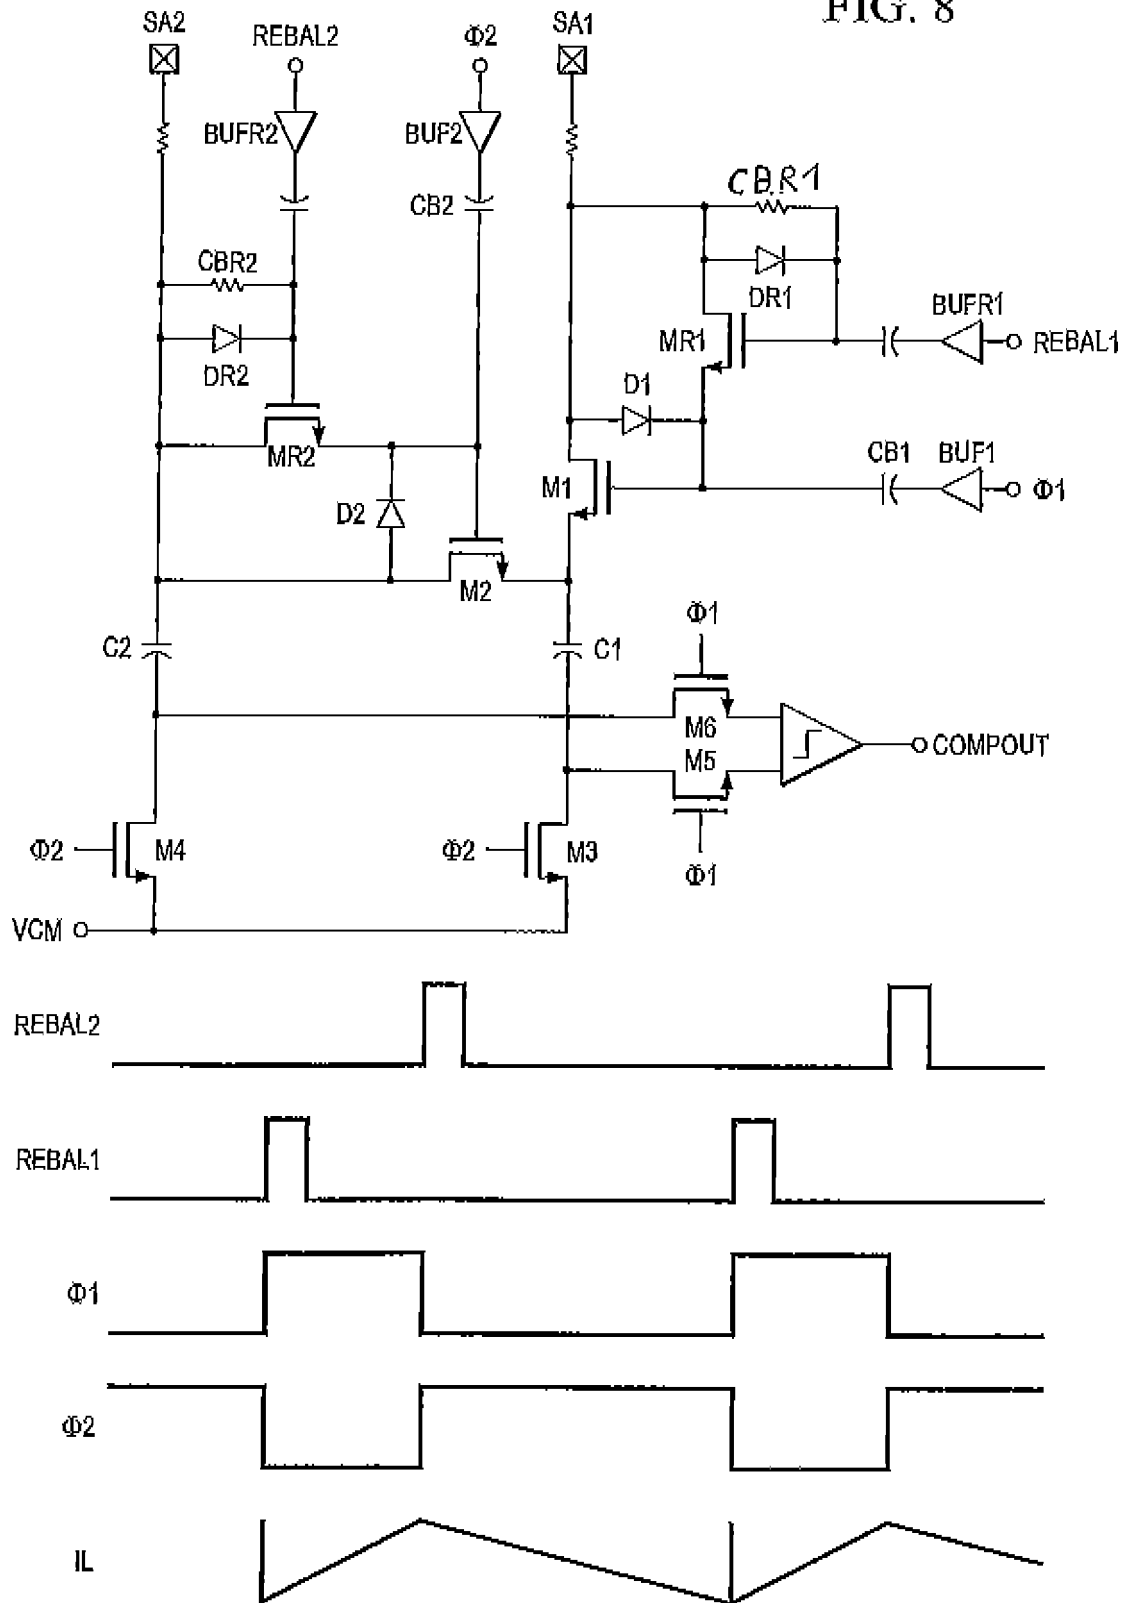 FIG. 8
SA2
REBAL2
Φ2
SA1
BUFR2
BUF2
CB2
CB.R1
CBR2
DR1
BUFR1
MR1
REBAL1
DR2
D1
MR2
CB1
BUF1
M1
Φ1
D2
M2
Φ1
C2
C1
M6
M5
COMPOUT
Φ2
M4
Φ2
M3
Φ1
VCM
REBAL2
REBAL1
Φ1
Φ2
IL